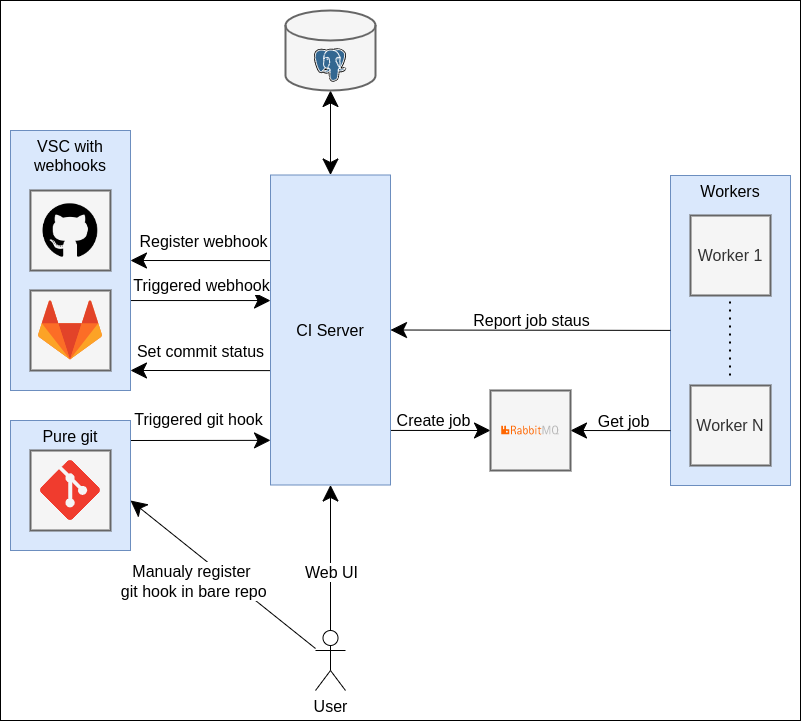 VSC with
webhooks
Workers
Register webhook
Worker 1
Triggered webhook
CI Server
Report job staus
Set commit status
Triggered git hook
Create job
Get job
RabbitMQ
Worker N
Pure git
Manualy register
git hook in bare repo
Web UI
User